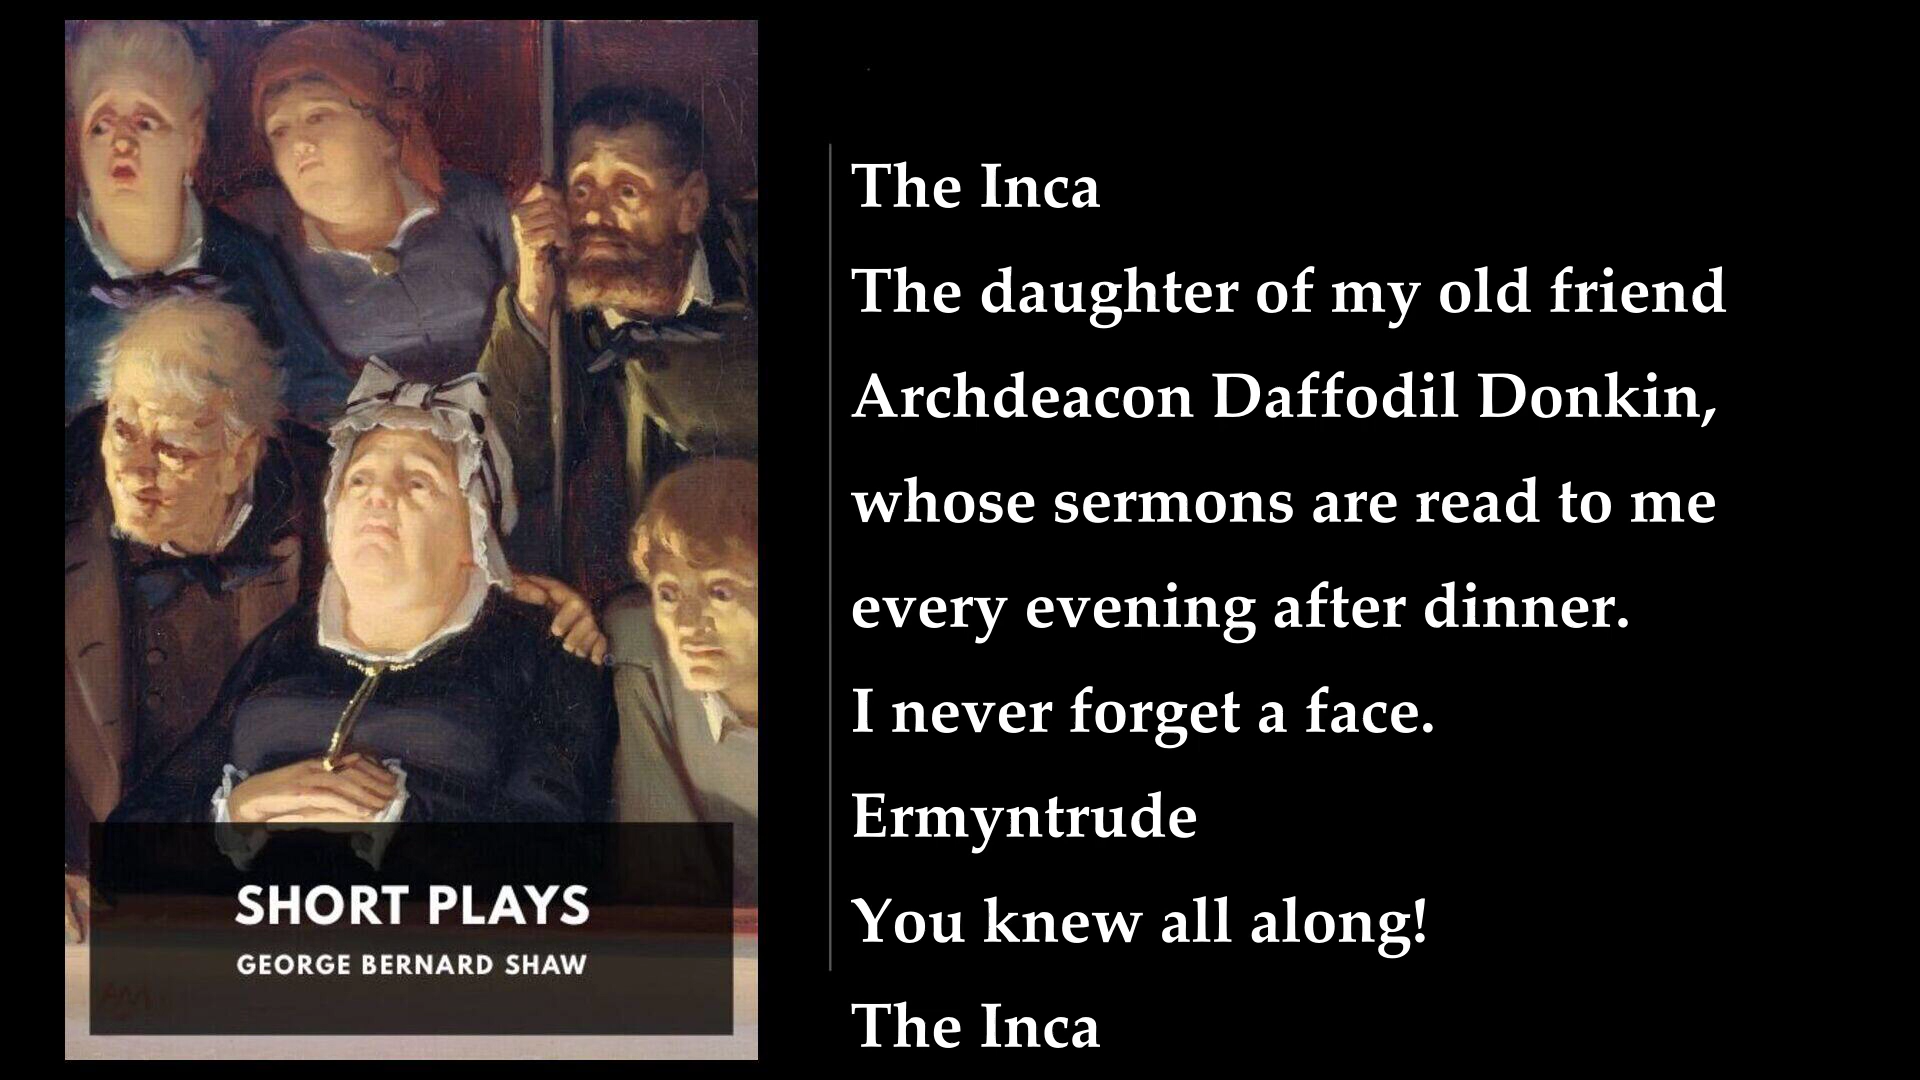 SHORT PLAYS
GEORGE BERNARD SHAW
The Inca
The daughter of my old friend
Archdeacon Daffodil Donkin,
whose sermons are read to me
every evening after dinner.
I never forget a face.
Ermyntrude
You knew all along!
The Inca